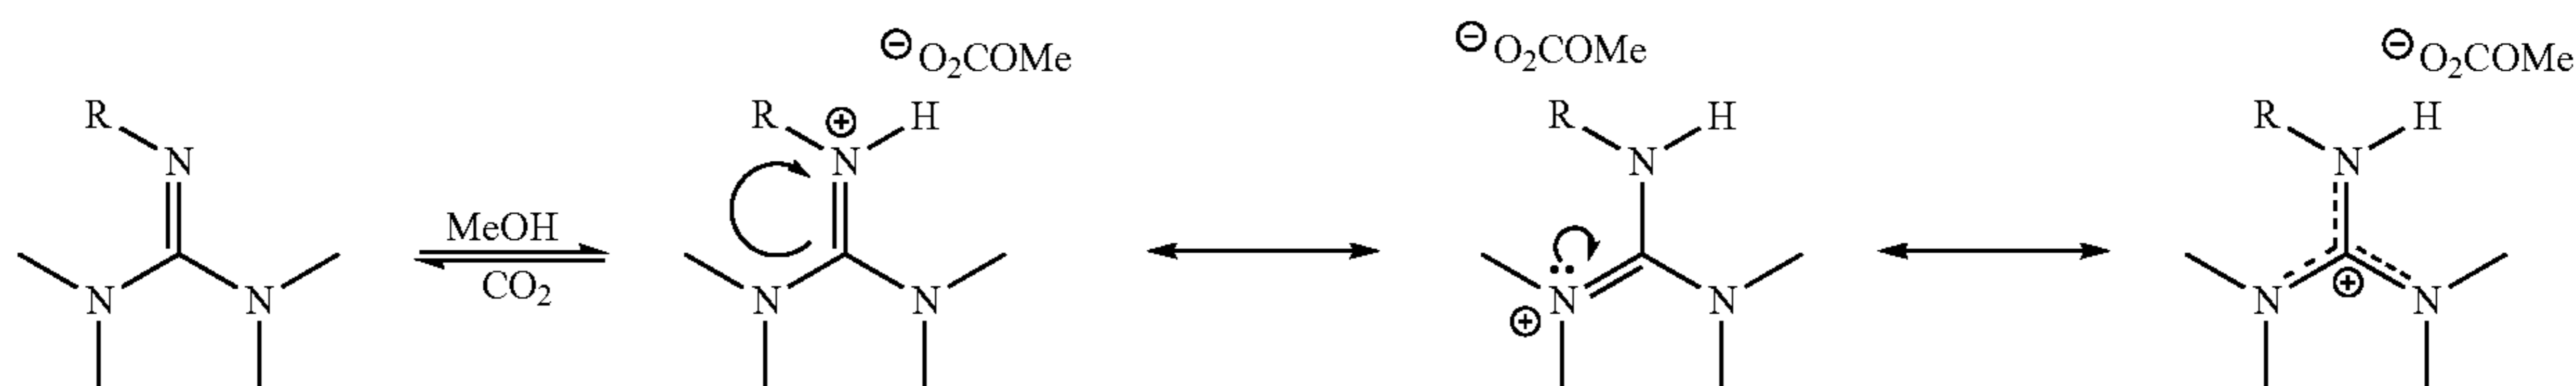 ⊖O₂COMe ⊖O₂COMe ⊖O₂COMe
R R ⊕ H R H R H
N N N N
MeOH
CO₂
N N N N N N N N
⊕ ⊕